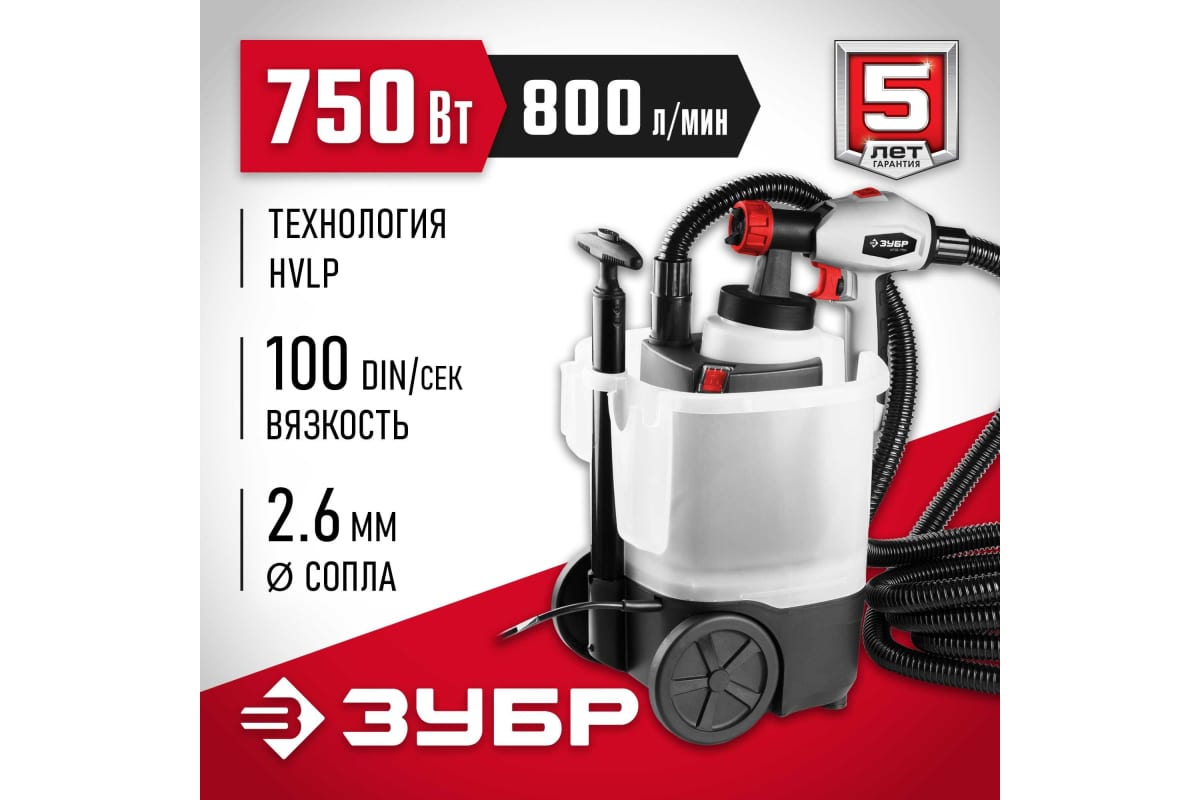 750 Вт
800 л/мин
5
ЛЕТ
ГАРАНТИЯ
ТЕХНОЛОГИЯ
HVLP
100 DIN/СЕК
ВЯЗКОСТЬ
2.6 ММ
Ø СОПЛА
ЗУБР
ЗУБР